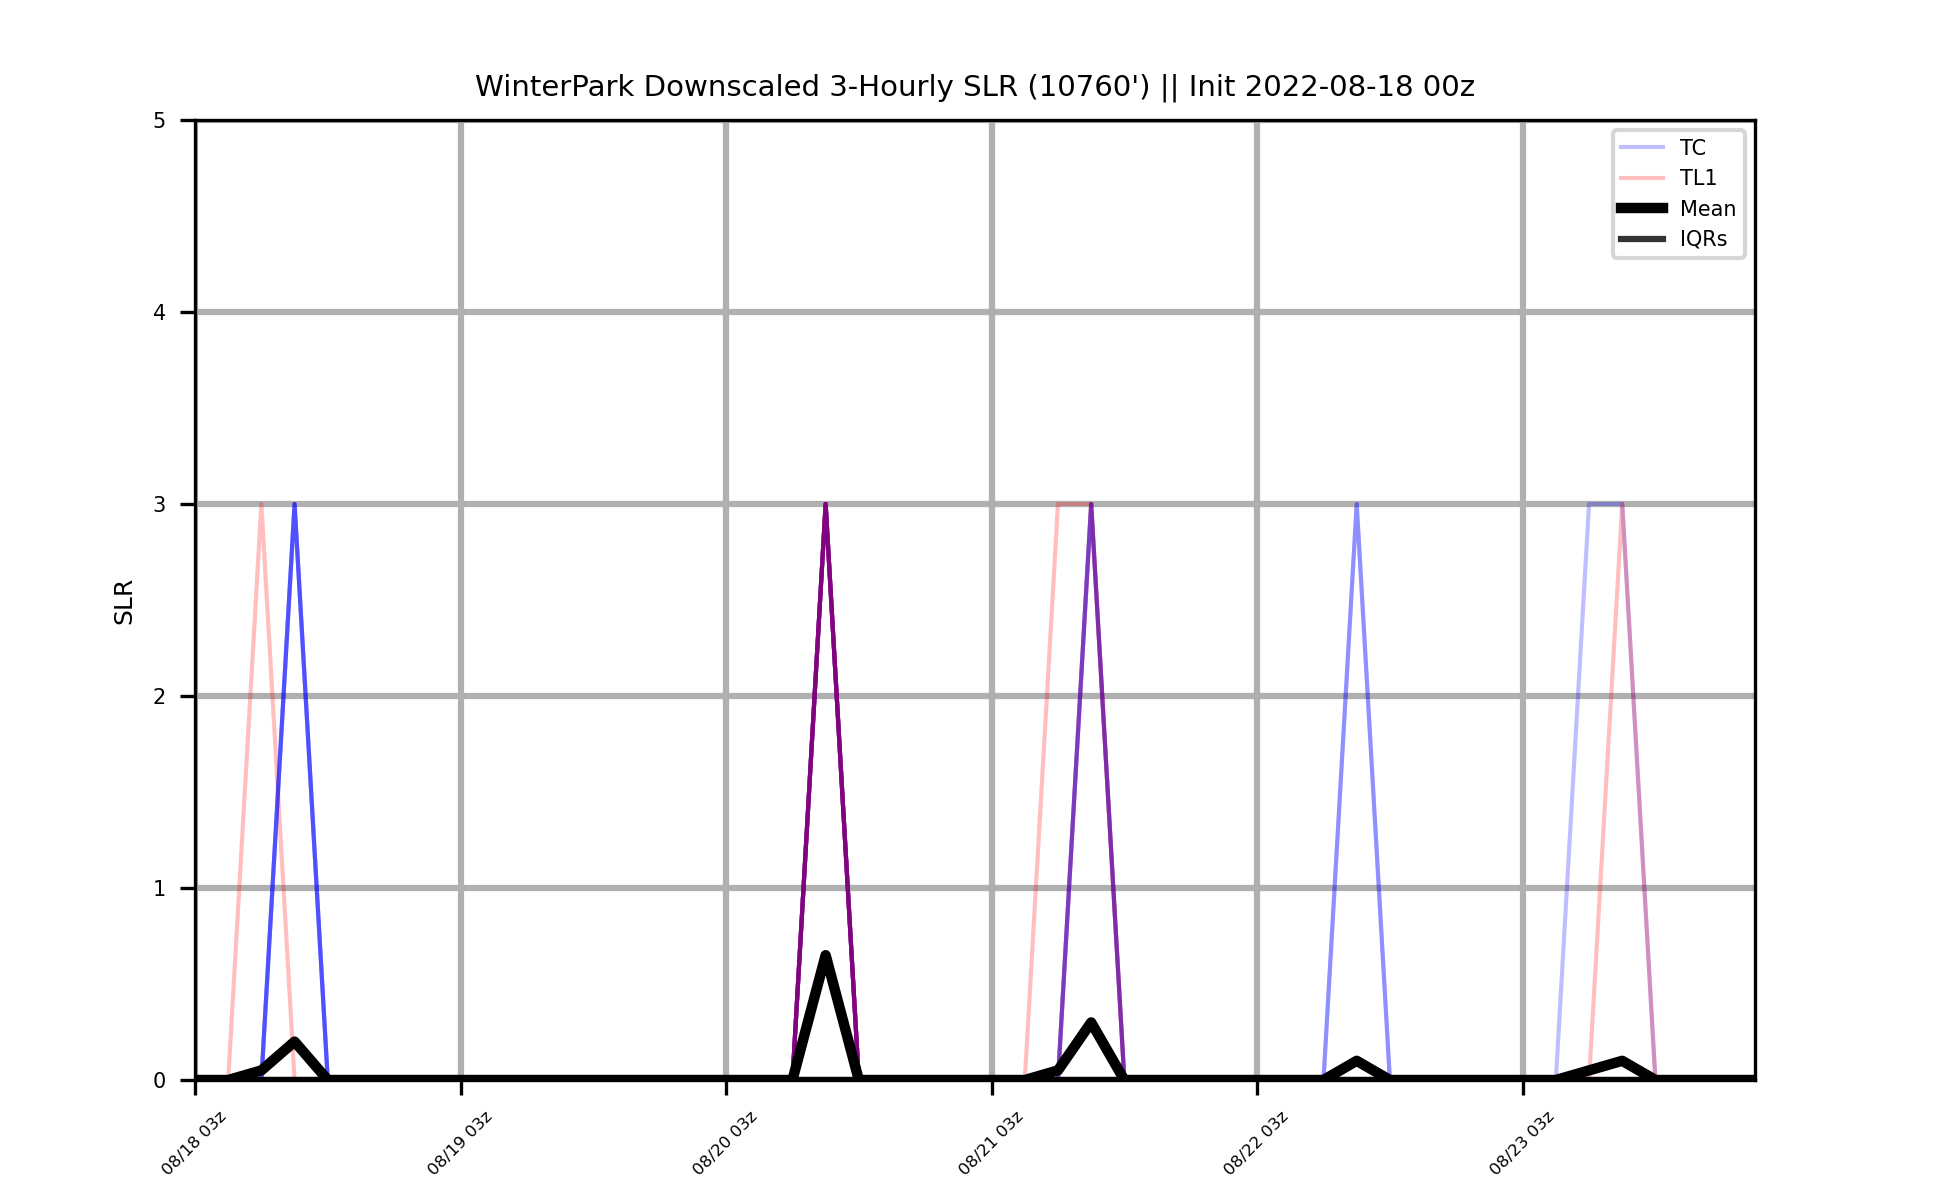 WinterPark Downscaled 3-Hourly SLR (10760') || Init 2022-08-18 00z
5
4
3
2
1
0
SLR
TC
TL1
Mean
IQRs
08/18 03z
08/19 03z
08/20 03z
08/21 03z
08/22 03z
08/23 03z